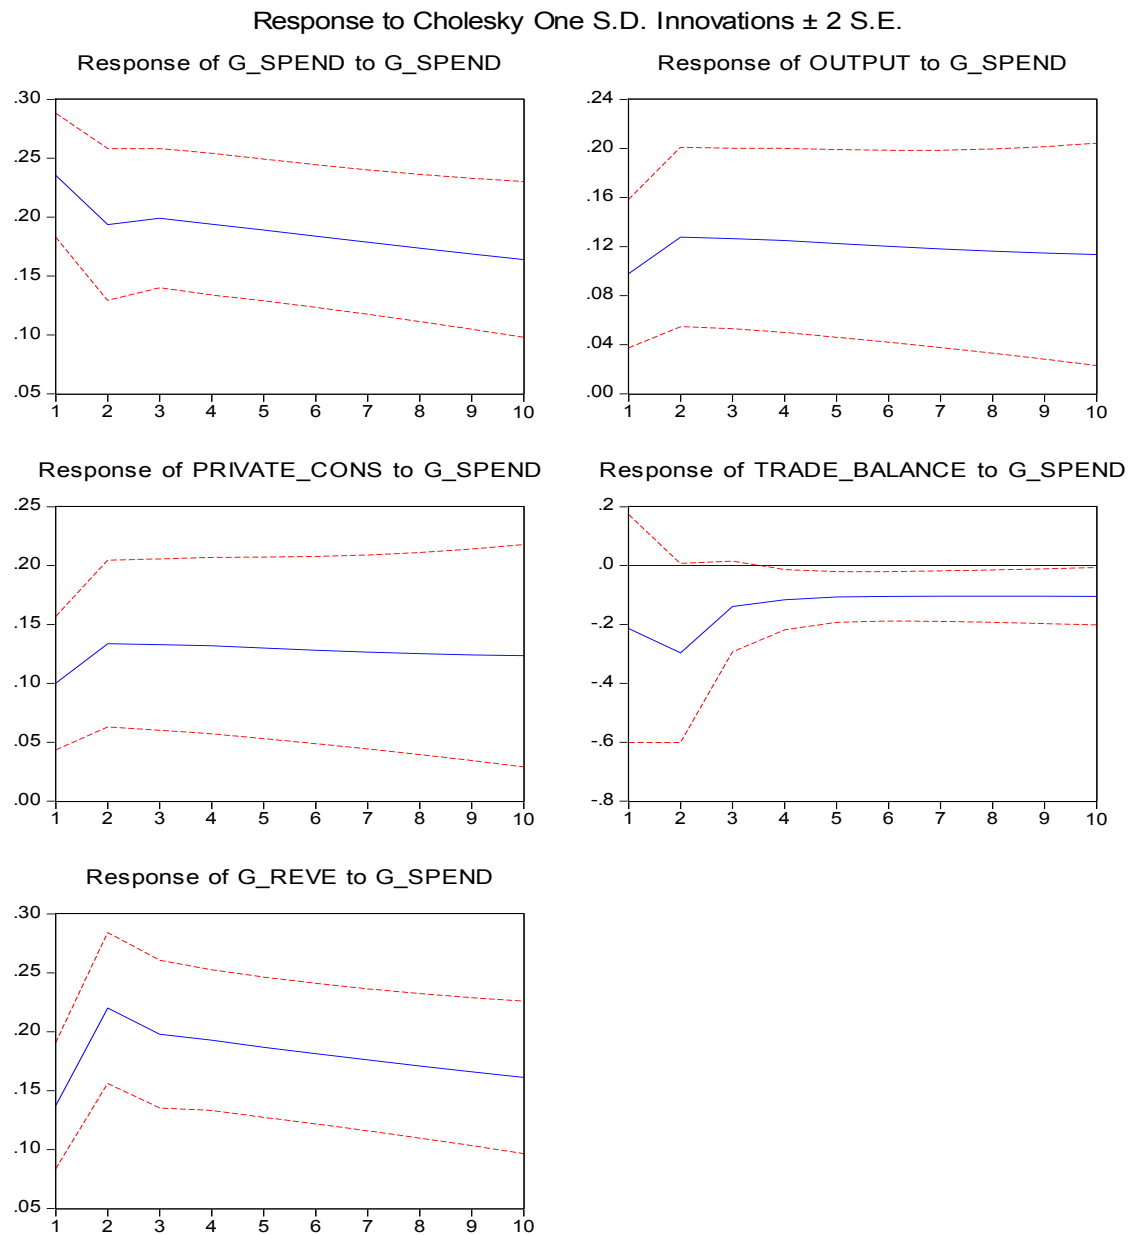 Response to Cholesky One S.D. Innovations ± 2 S.E.
Response of G_SPEND to G_SPEND
.30
.25
.20
.15
.10
.05
1 2 3 4 5 6 7 8 9 10
Response of OUTPUT to G_SPEND
.24
.20
.16
.12
.08
.04
.00
1 2 3 4 5 6 7 8 9 10
Response of PRIVATE_CONS to G_SPEND
.25
.20
.15
.10
.05
.00
1 2 3 4 5 6 7 8 9 10
Response of TRADE_BALANCE to G_SPEND
.2
.0
-.2
-.4
-.6
-.8
1 2 3 4 5 6 7 8 9 10
Response of G_REVE to G_SPEND
.30
.25
.20
.15
.10
.05
1 2 3 4 5 6 7 8 9 10